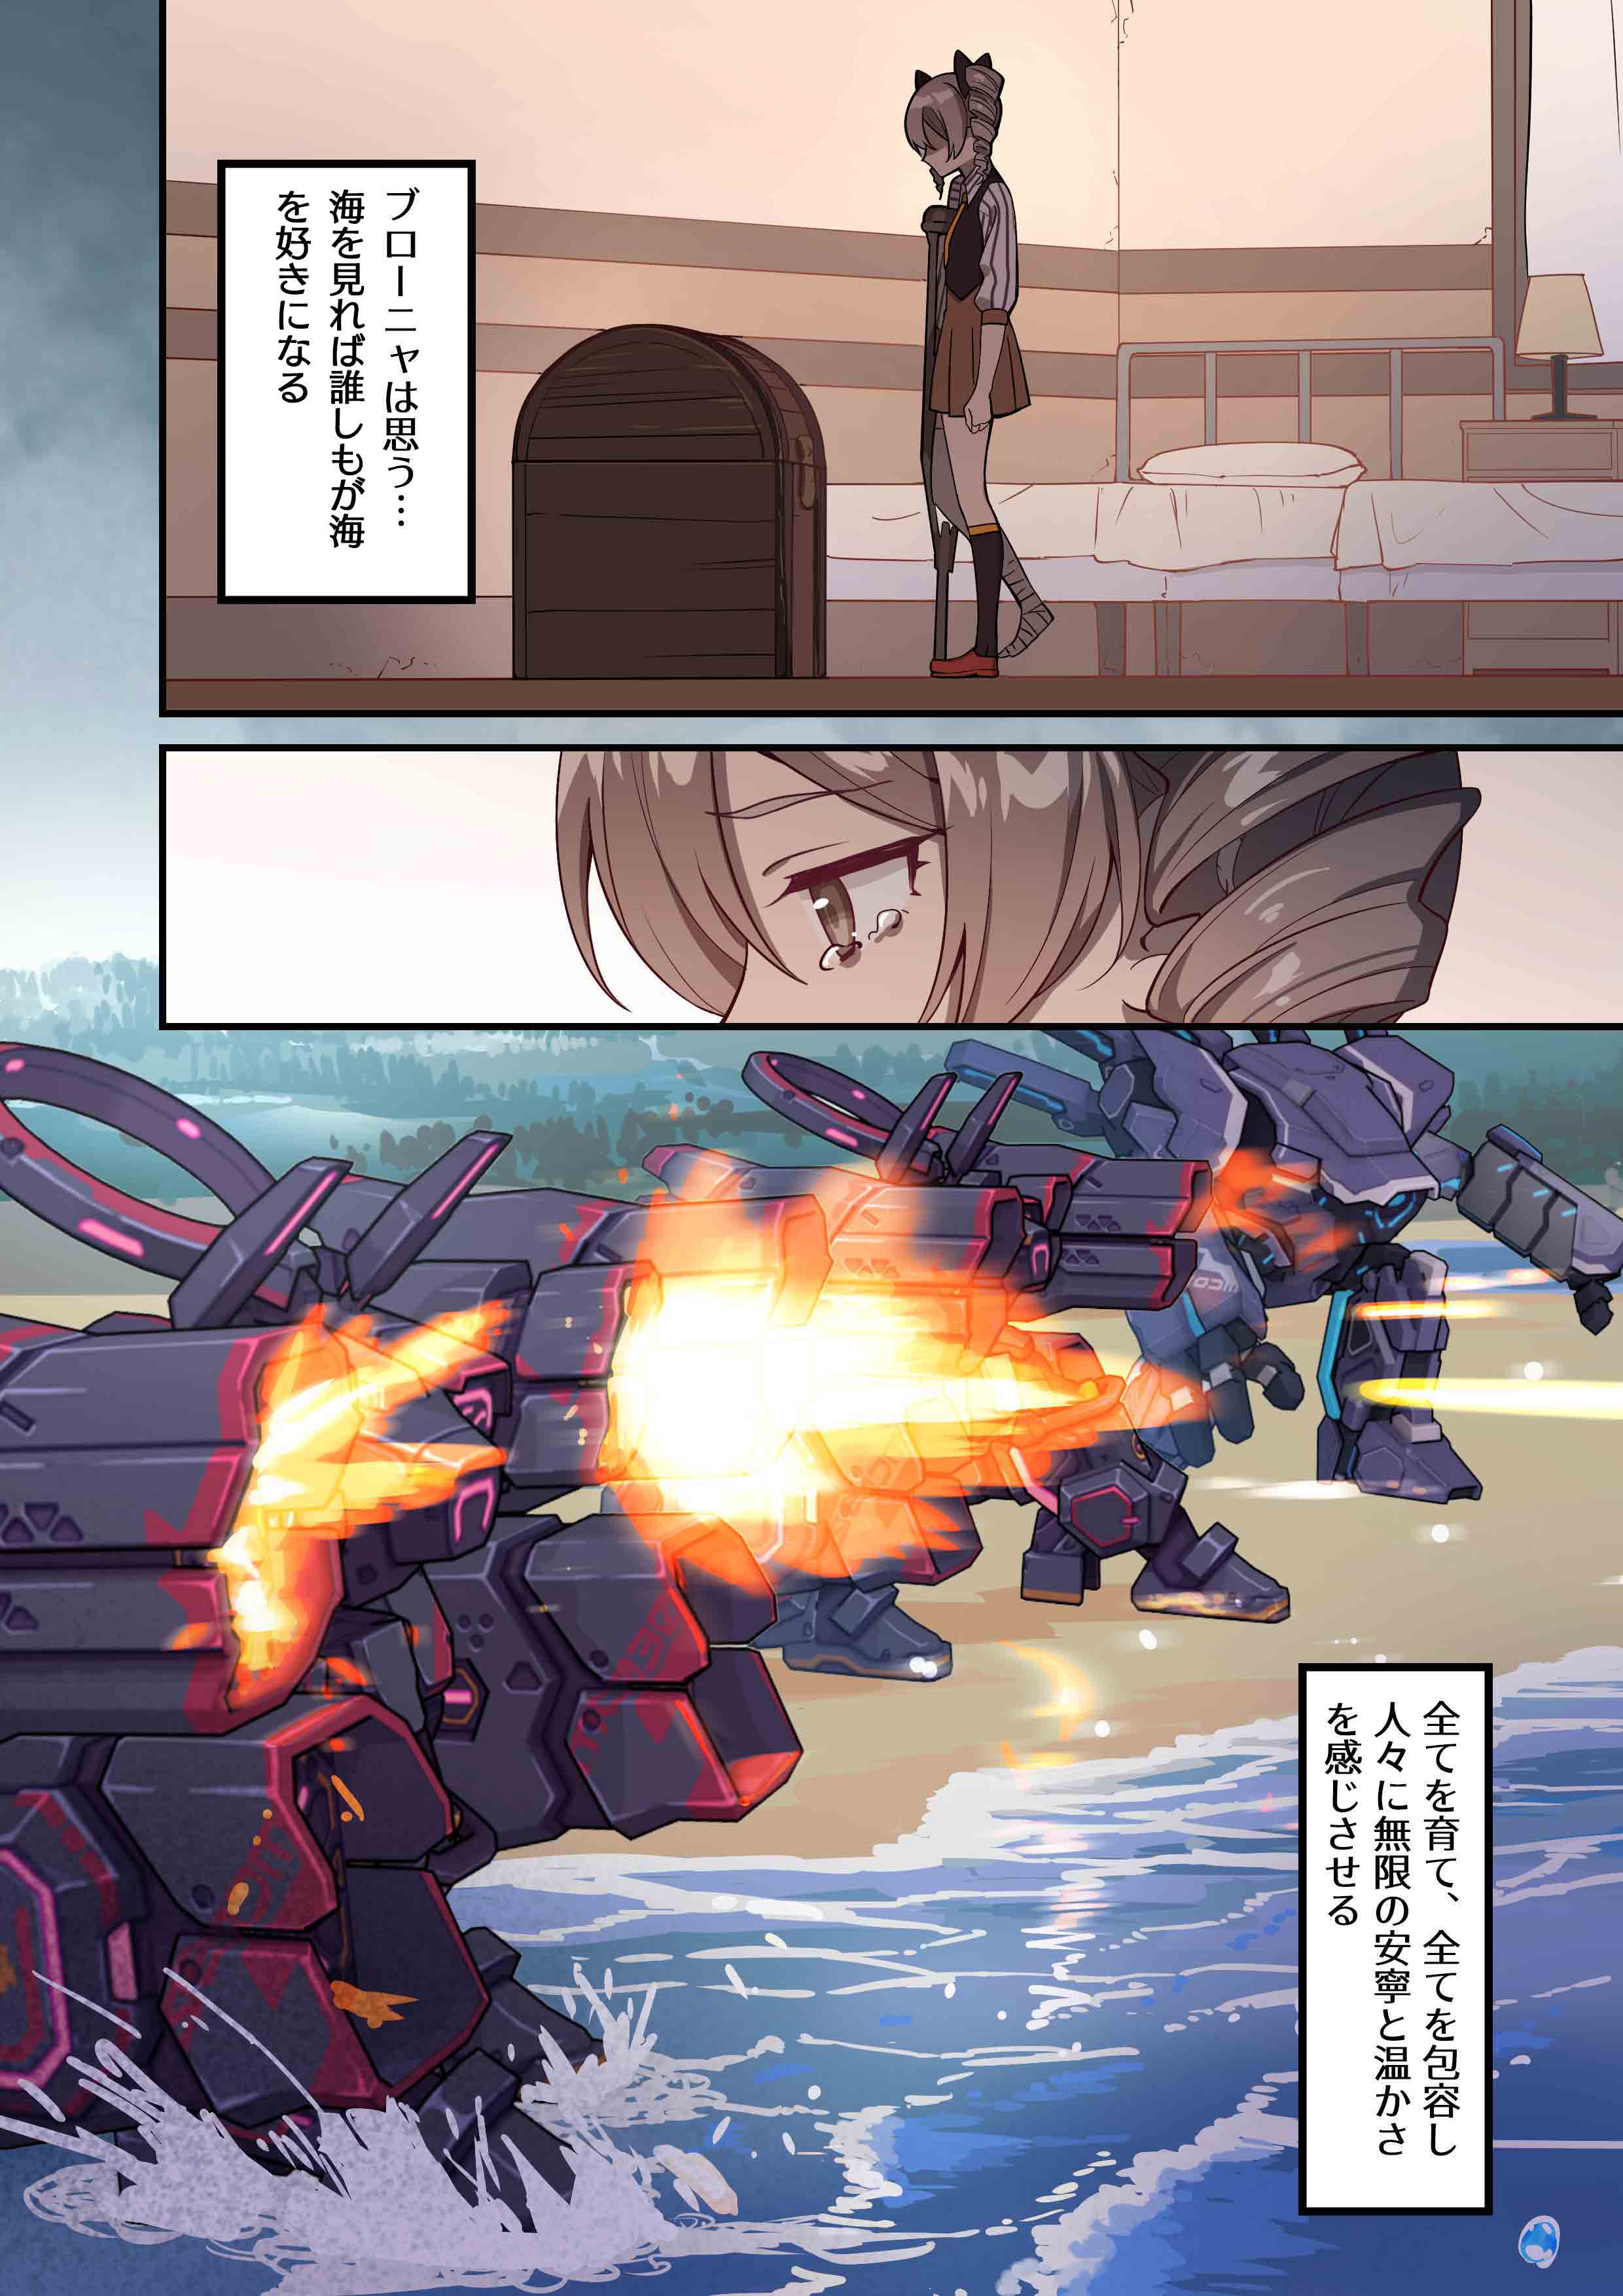 ブローニャは思う…
海を見れば誰しもが海
を好きになる
全てを育て、全てを包容し
人々に無限の安寧と温かさ
を感じさせる